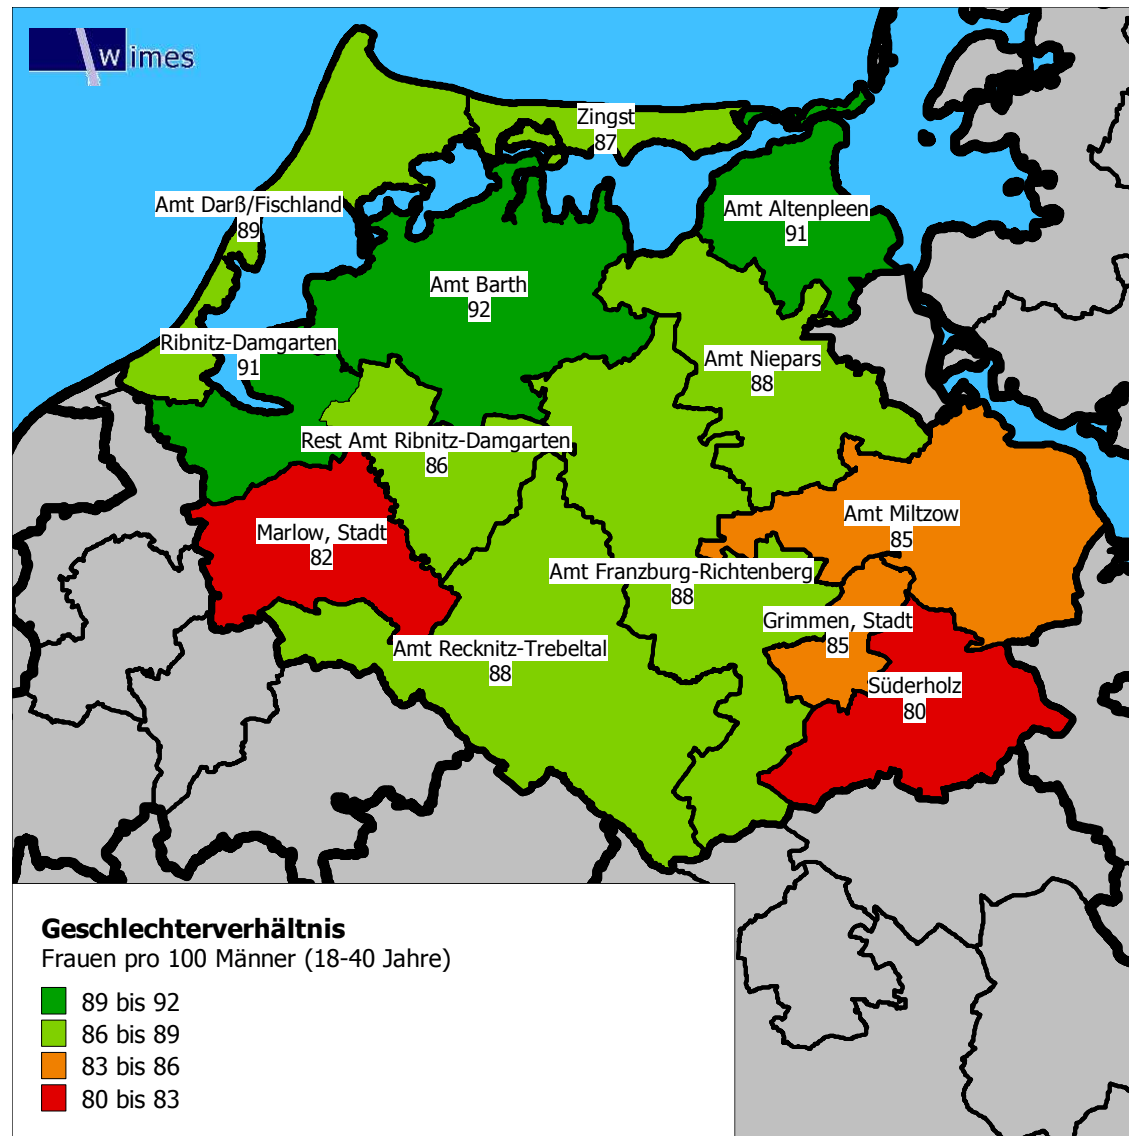 wimes
Zingst
87
Amt Darß/Fischland
89
Amt Altenpleen
91
Amt Barth
92
Ribnitz-Damgarten
91
Amt Niepars
88
Rest Amt Ribnitz-Damgarten
86
Marlow, Stadt
82
Amt Miltzow
85
Amt Franzburg-Richtenberg
88
Grimmen, Stadt
85
Amt Recknitz-Trebeltal
88
Süderholz
80
Geschlechterverhältnis
Frauen pro 100 Männer (18-40 Jahre)
89 bis 92
86 bis 89
83 bis 86
80 bis 83